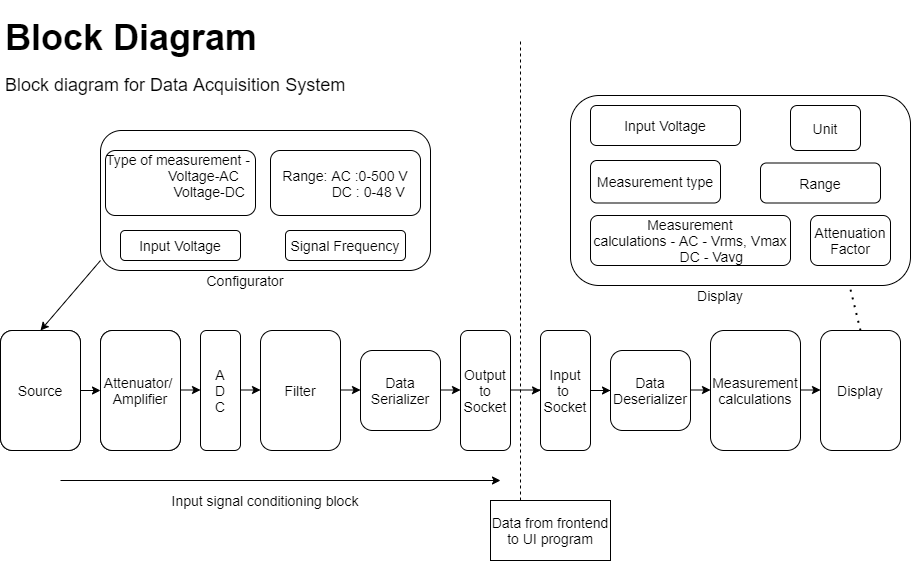 Block Diagram
Block diagram for Data Acquisition System
Type of measurement -
Voltage-AC
Voltage-DC
Range: AC :0-500 V
DC : 0-48 V
Input Voltage
Signal Frequency
Configurator
Input Voltage
Unit
Measurement type
Range
Measurement
calculations - AC - Vrms, Vmax
DC - Vavg
Attenuation
Factor
Display
Source
Attenuator/
Amplifier
A
D
C
Filter
Data
Serializer
Output
to
Socket
Input
to
Socket
Data
Deserializer
Measurement
calculations
Display
Input signal conditioning block
Data from frontend
to UI program